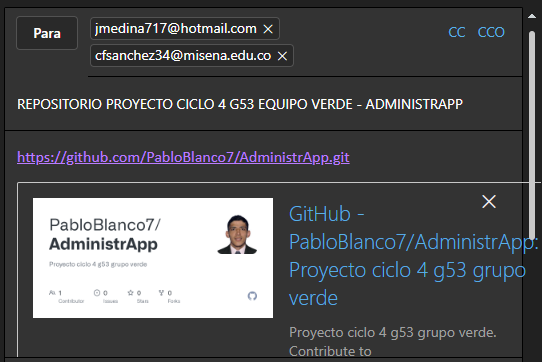 Para
jmedina717@hotmail.com
cfsanchez34@misena.edu.co
CC CCO
REPOSITORIO PROYECTO CICLO 4 G53 EQUIPO VERDE - ADMINISTRAPP
https://github.com/PabloBlanco7/AdministrApp.git
PabloBlanco7/
AdministrApp
Proyecto ciclo 4 g53 grupo verde
1 0 0 0
Contributor Issues Stars Forks
GitHub -
PabloBlanco7/AdministrApp:
Proyecto ciclo 4 g53 grupo
verde
Proyecto ciclo 4 g53 grupo verde.
Contribute to